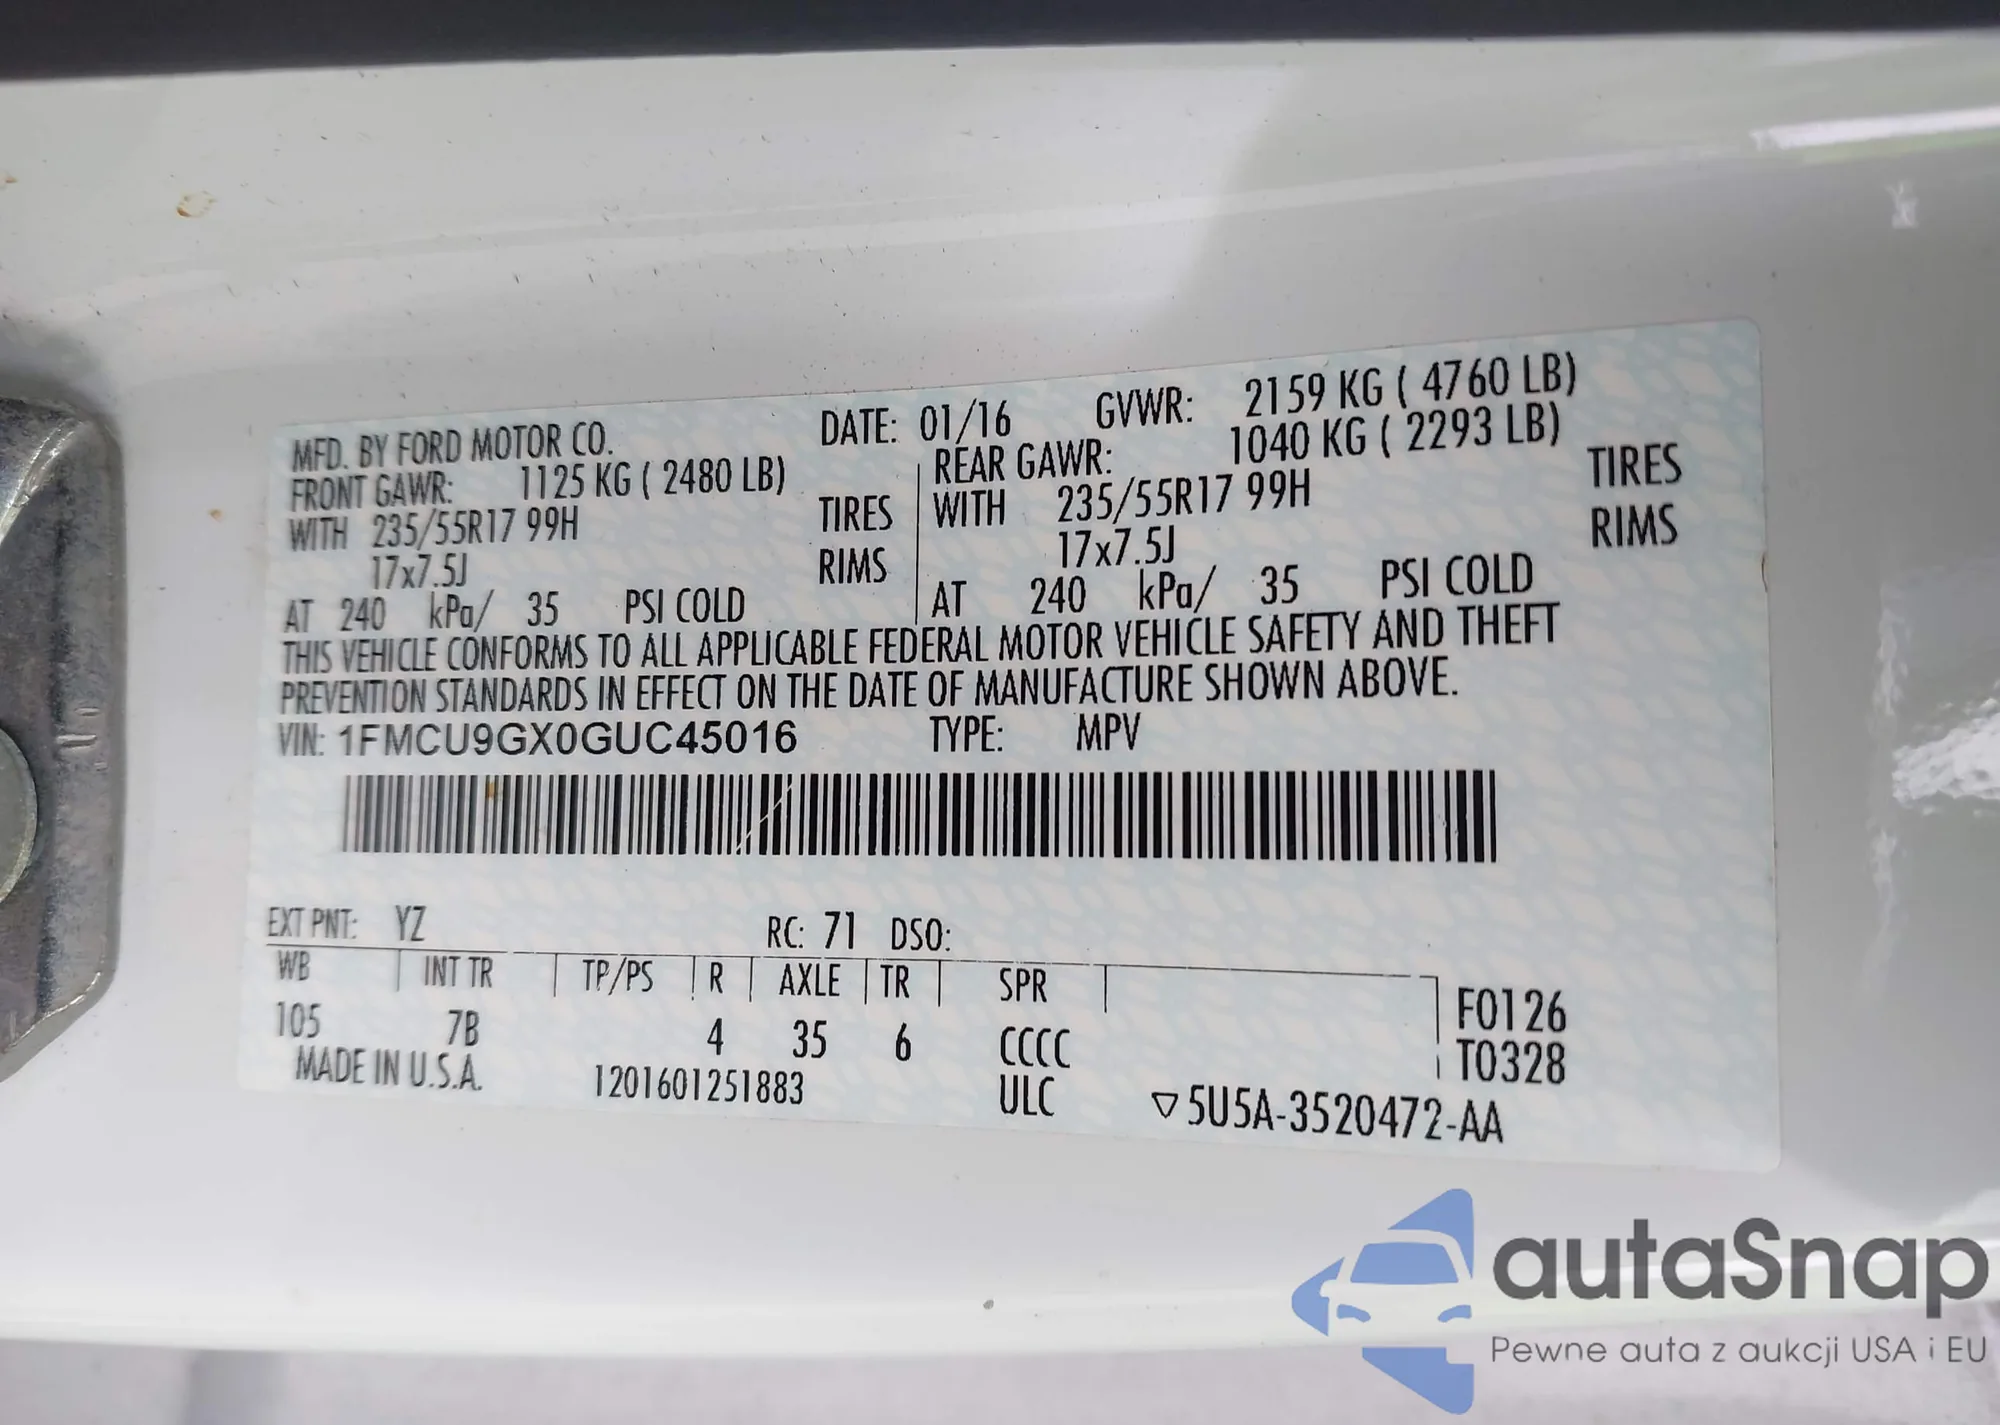 MFD. BY FORD MOTOR CO. DATE: 01/16 GVWR: 2159 KG ( 4760 LB)
FRONT GAWR: 1125 KG ( 2480 LB) REAR GAWR: 1040 KG ( 2293 LB)
WITH 235/55R17 99H TIRES WITH 235/55R17 99H TIRES
17x7.5J RIMS 17x7.5J RIMS
AT 240 kPa/ 35 PSI COLD AT 240 kPa/ 35 PSI COLD
THIS VEHICLE CONFORMS TO ALL APPLICABLE FEDERAL MOTOR VEHICLE SAFETY AND THEFT
PREVENTION STANDARDS IN EFFECT ON THE DATE OF MANUFACTURE SHOWN ABOVE.
VIN: 1FMCU9GX0GUC45016 TYPE: MPV
EXT PNT: YZ RC: 71 DSO:
WB INT TR TP/PS R AXLE TR SPR
105 7B 4 35 6 CCCC F0126
T0328
MADE IN U.S.A. 1201601251883 ULC ▽5U5A-3520472-AA
autaSnap
Pewne auta z aukcji USA i EU